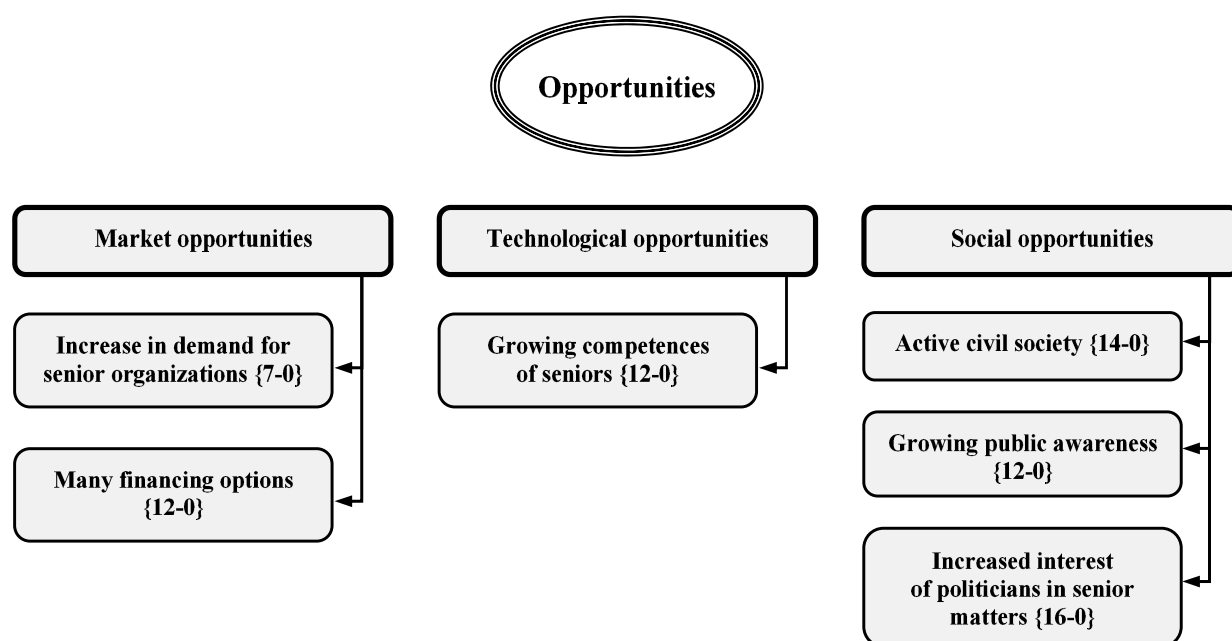 Opportunities
Market opportunities
Increase in demand for
senior organizations {7-0}
Many financing options
{12-0}
Technological opportunities
Growing competences
of seniors {12-0}
Social opportunities
Active civil society {14-0}
Growing public awareness
{12-0}
Increased interest
of politicians in senior
matters {16-0}